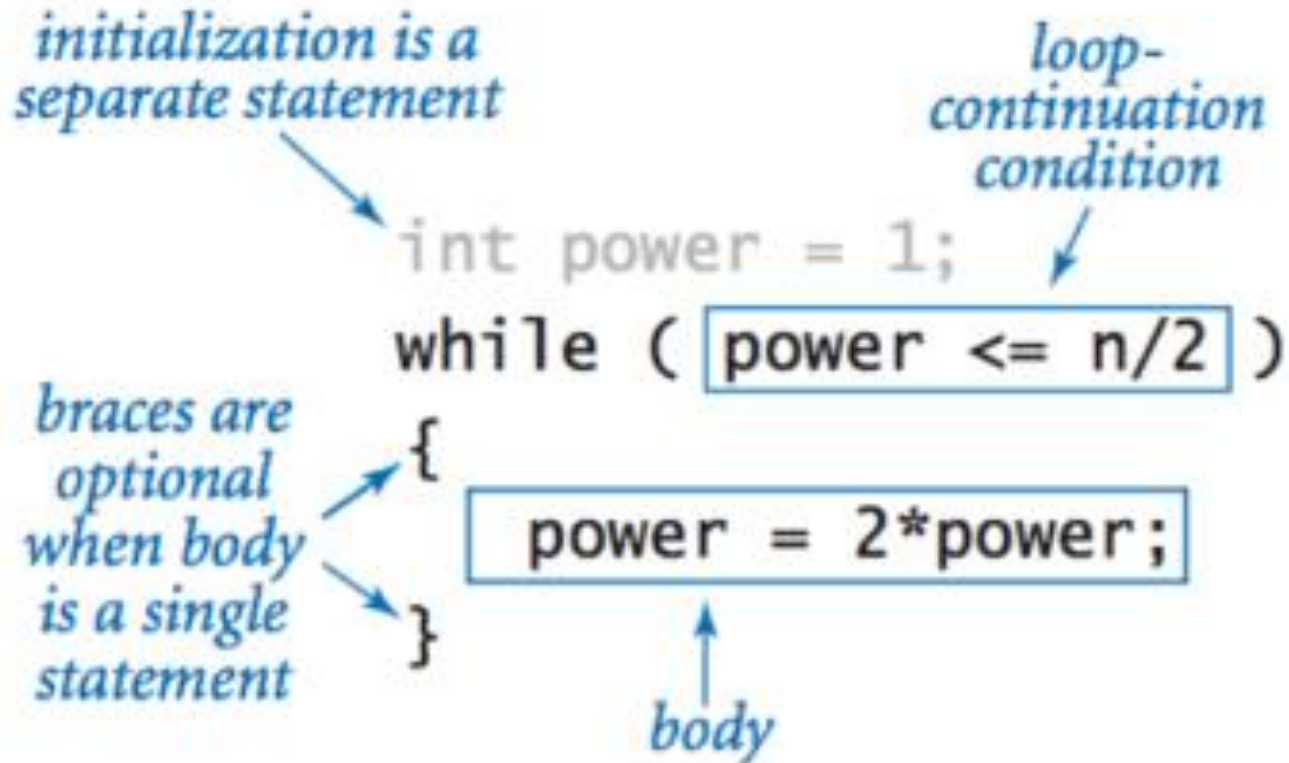 initialization is a
separate statement
loop-
continuation
condition
int power = 1;
while ( power <= n/2 )
braces are
optional
when body
is a single
statement
{
power = 2*power;
}
body